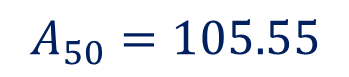 A₅₀ = 105.55